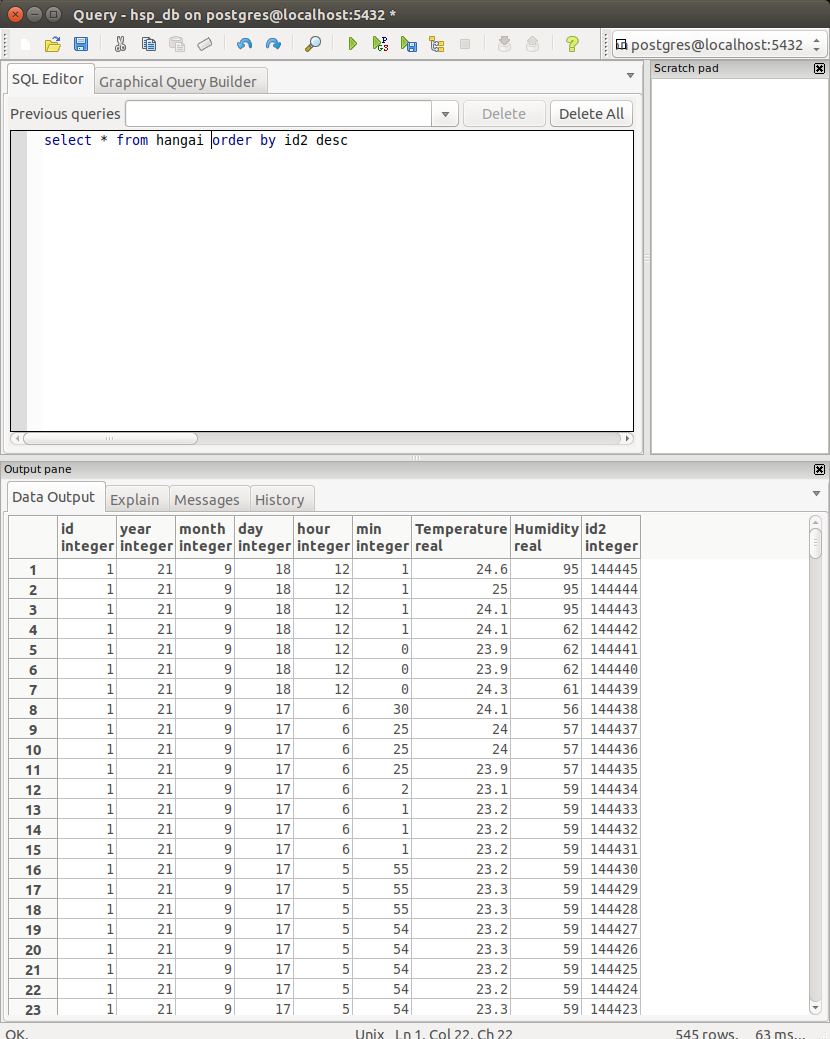 Query - hsp_db on postgres@localhost:5432 *
postgres@localhost:5432
SQL Editor
Graphical Query Builder
Scratch pad
Previous queries
Delete
Delete All
select * from hangai order by id2 desc
Output pane
Data Output
Explain
Messages
History
id year month day hour min Temperature Humidity id2
integer integer integer integer integer integer real real integer
1 1 21 9 18 12 1 24.6 95 144445
2 1 21 9 18 12 1 25 95 144444
3 1 21 9 18 12 1 24.1 95 144443
4 1 21 9 18 12 1 24.1 62 144442
5 1 21 9 18 12 0 23.9 62 144441
6 1 21 9 18 12 0 23.9 62 144440
7 1 21 9 18 12 0 24.3 61 144439
8 1 21 9 17 6 30 24.1 56 144438
9 1 21 9 17 6 25 24 57 144437
10 1 21 9 17 6 25 24 57 144436
11 1 21 9 17 6 25 23.9 57 144435
12 1 21 9 17 6 2 23.1 59 144434
13 1 21 9 17 6 1 23.2 59 144433
14 1 21 9 17 6 1 23.2 59 144432
15 1 21 9 17 6 1 23.2 59 144431
16 1 21 9 17 5 55 23.2 59 144430
17 1 21 9 17 5 55 23.3 59 144429
18 1 21 9 17 5 55 23.3 59 144428
19 1 21 9 17 5 54 23.2 59 144427
20 1 21 9 17 5 54 23.3 59 144426
21 1 21 9 17 5 54 23.2 59 144425
22 1 21 9 17 5 54 23.2 59 144424
23 1 21 9 17 5 54 23.3 59 144423
OK.
Unix
Ln 1, Col 22, Ch 22
545 rows.
63 ms...